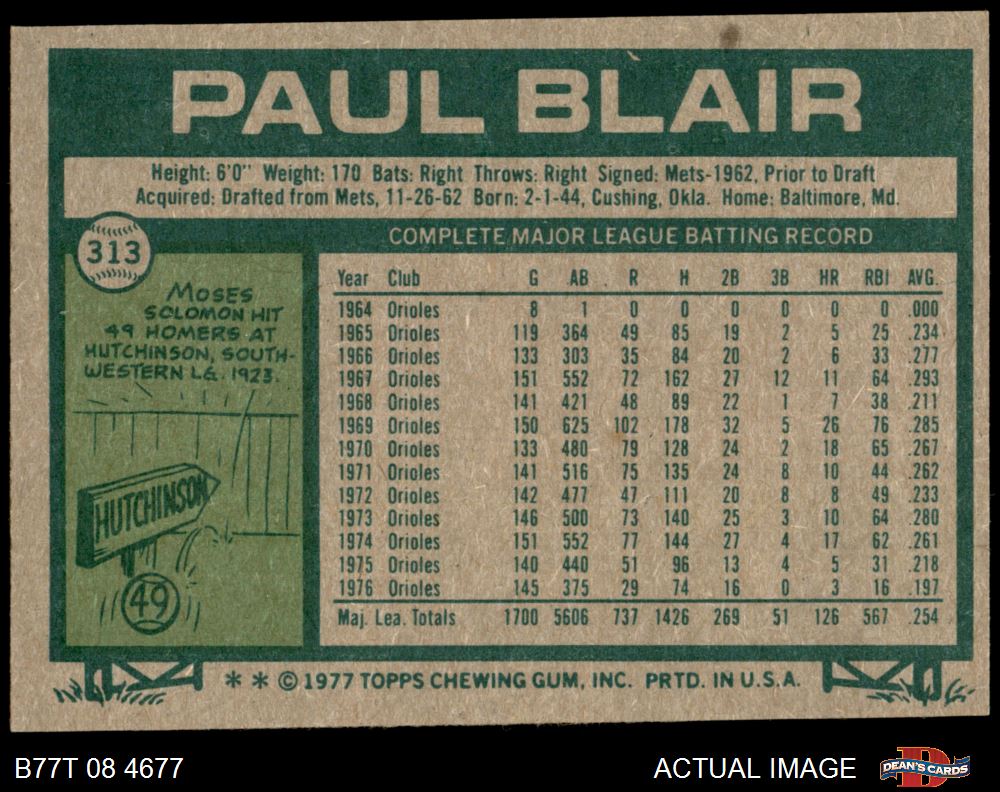 PAUL BLAIR
Height: 6'0" Weight: 170 Bats: Right Throws: Right Signed: Mets-1962, Prior to Draft
Acquired: Drafted from Mets, 11-26-62 Born: 2-1-44, Cushing, Okla. Home: Baltimore, Md.
313
COMPLETE MAJOR LEAGUE BATTING RECORD
MOSES
SOLOMON HIT
49 HOMERS AT
HUTCHINSON, SOUTH-
WESTERN LG. 1923.
HUTCHINSON
49
Year Club G AB R H 2B 3B HR RBI AVG.
1964 Orioles 8 1 0 0 0 0 0 0 .000
1965 Orioles 119 364 49 85 19 2 5 25 .234
1966 Orioles 133 303 35 84 20 2 6 33 .277
1967 Orioles 151 552 72 162 27 12 11 64 .293
1968 Orioles 141 421 48 89 22 1 7 38 .211
1969 Orioles 150 625 102 178 32 5 26 76 .285
1970 Orioles 133 480 79 128 24 2 18 65 .267
1971 Orioles 141 516 75 135 24 8 10 44 .262
1972 Orioles 142 477 47 111 20 8 8 49 .233
1973 Orioles 146 500 73 140 25 3 10 64 .280
1974 Orioles 151 552 77 144 27 4 17 62 .261
1975 Orioles 140 440 51 96 13 4 5 31 .218
1976 Orioles 145 375 29 74 16 0 3 16 .197
Maj. Lea. Totals 1700 5606 737 1426 269 51 126 567 .254
* * © 1977 TOPPS CHEWING GUM, INC. PRTD. IN U.S.A.
B77T 08 4677
ACTUAL IMAGE
D
DEAN'S CARDS